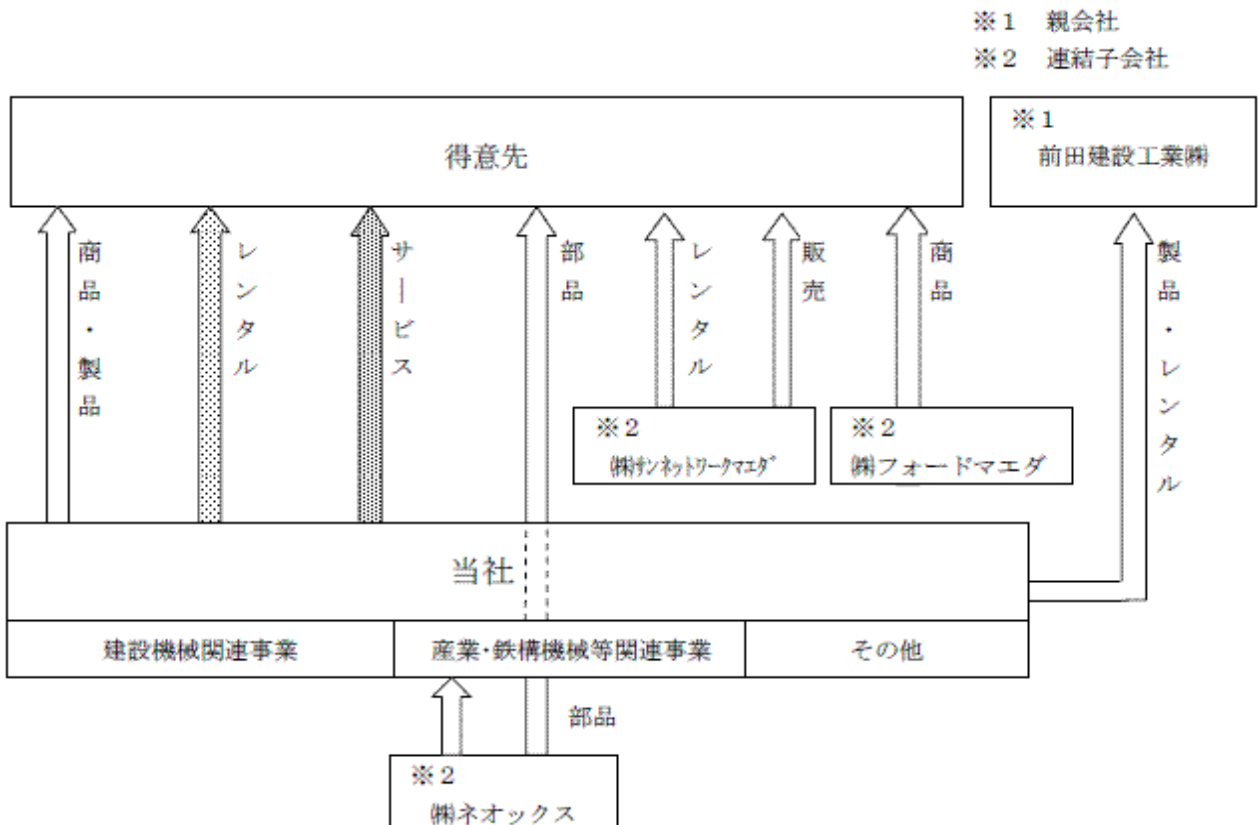 ※１　親会社
※２　連結子会社
得意先
※１
前田建設工業㈱
商品・製品
レンタル
サービス
部品
レンタル
販売
商品
製品・レンタル
※２
㈱ｻﾝﾈｯﾄﾜｰｸﾏｴﾀﾞ
※２
㈱フォードマエダ
当社
建設機械関連事業
産業・鉄構機械等関連事業
その他
部品
※２
㈱ネオックス